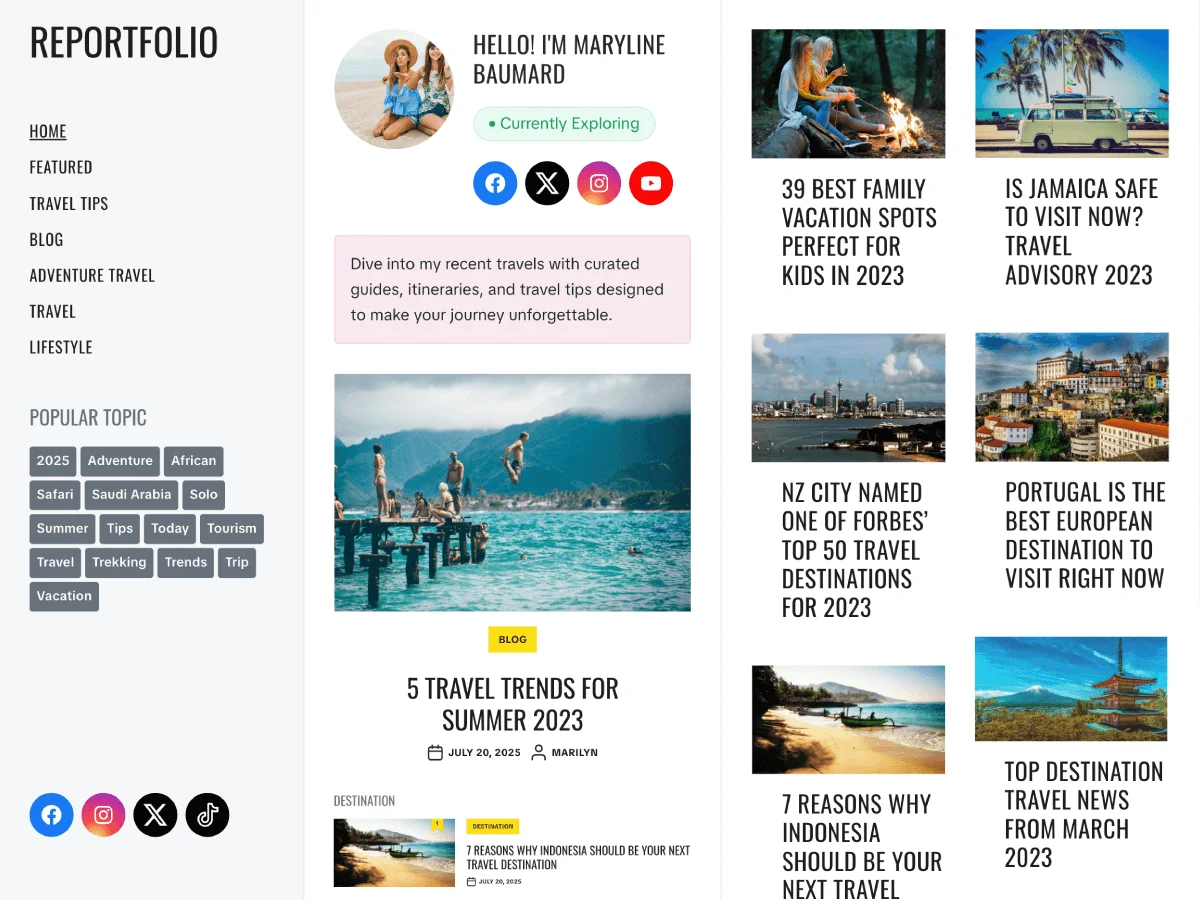 REPORTFOLIO
HOME
FEATURED
TRAVEL TIPS
BLOG
ADVENTURE TRAVEL
TRAVEL
LIFESTYLE
POPULAR TOPIC
2025 Adventure African
Safari Saudi Arabia Solo
Summer Tips Today Tourism
Travel Trekking Trends Trip
Vacation
HELLO! I'M MARYLINE
BAUMARD
• Currently Exploring
Dive into my recent travels with curated
guides, itineraries, and travel tips designed
to make your journey unforgettable.
BLOG
5 TRAVEL TRENDS FOR
SUMMER 2023
JULY 20, 2025 MARILYN
DESTINATION
1
DESTINATION
7 REASONS WHY INDONESIA SHOULD BE YOUR NEXT
TRAVEL DESTINATION
JULY 20, 2025
39 BEST FAMILY
VACATION SPOTS
PERFECT FOR
KIDS IN 2023
IS JAMAICA SAFE
TO VISIT NOW?
TRAVEL
ADVISORY 2023
NZ CITY NAMED
ONE OF FORBES’
TOP 50 TRAVEL
DESTINATIONS
FOR 2023
PORTUGAL IS THE
BEST EUROPEAN
DESTINATION TO
VISIT RIGHT NOW
7 REASONS WHY
INDONESIA
SHOULD BE YOUR
NEXT TRAVEL
TOP DESTINATION
TRAVEL NEWS
FROM MARCH
2023